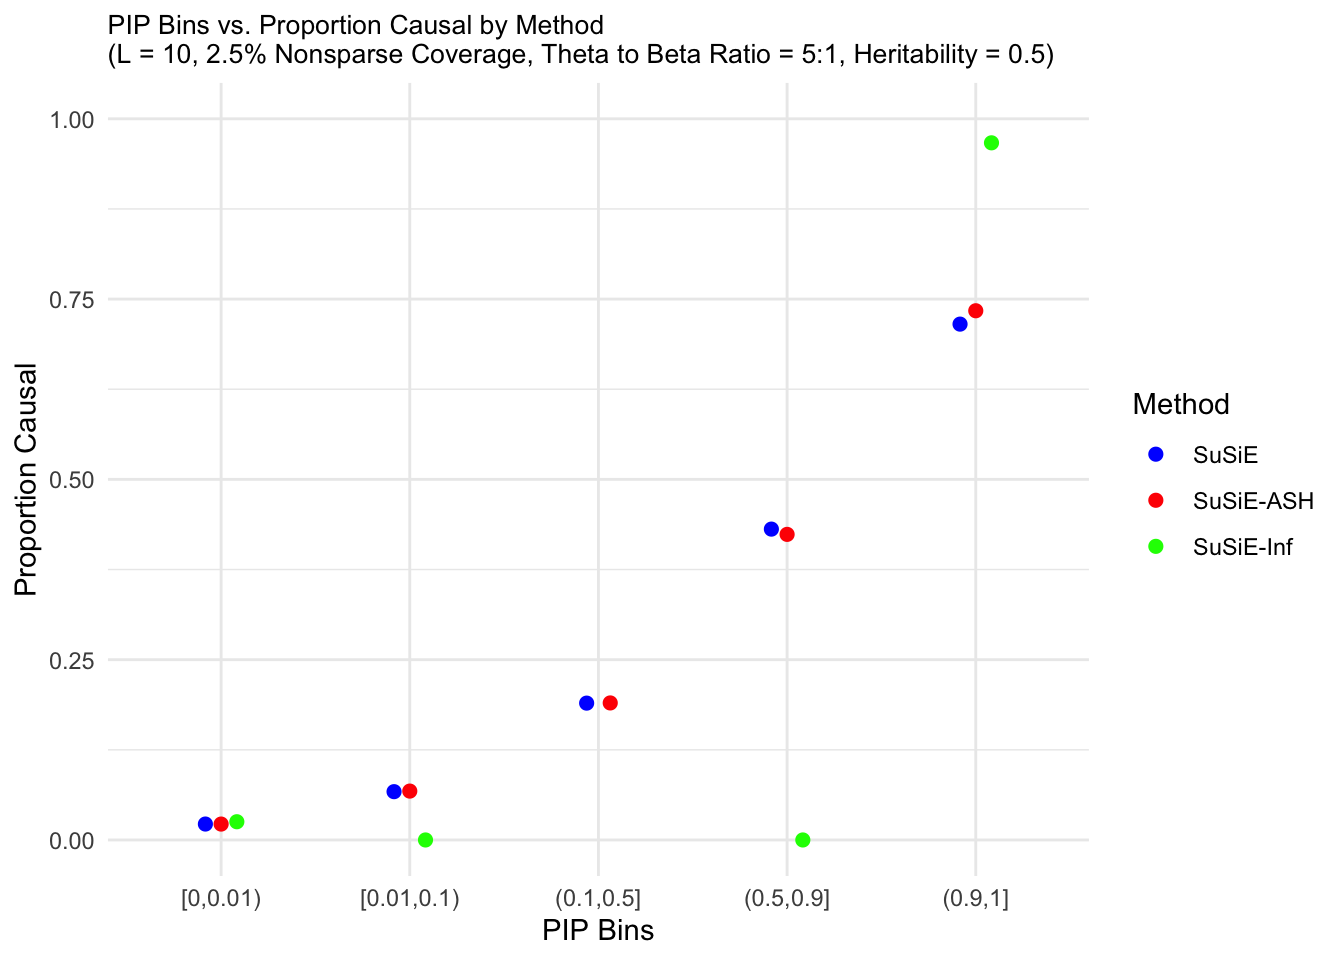 PIP Bins vs. Proportion Causal by Method
(L = 10, 2.5% Nonsparse Coverage, Theta to Beta Ratio = 5:1, Heritability = 0.5)
Proportion Causal
1.00
0.75
0.50
0.25
0.00
[0,0.01)
[0.01,0.1)
(0.1,0.5]
(0.5,0.9]
(0.9,1]
PIP Bins
Method
SuSiE
SuSiE-ASH
SuSiE-Inf